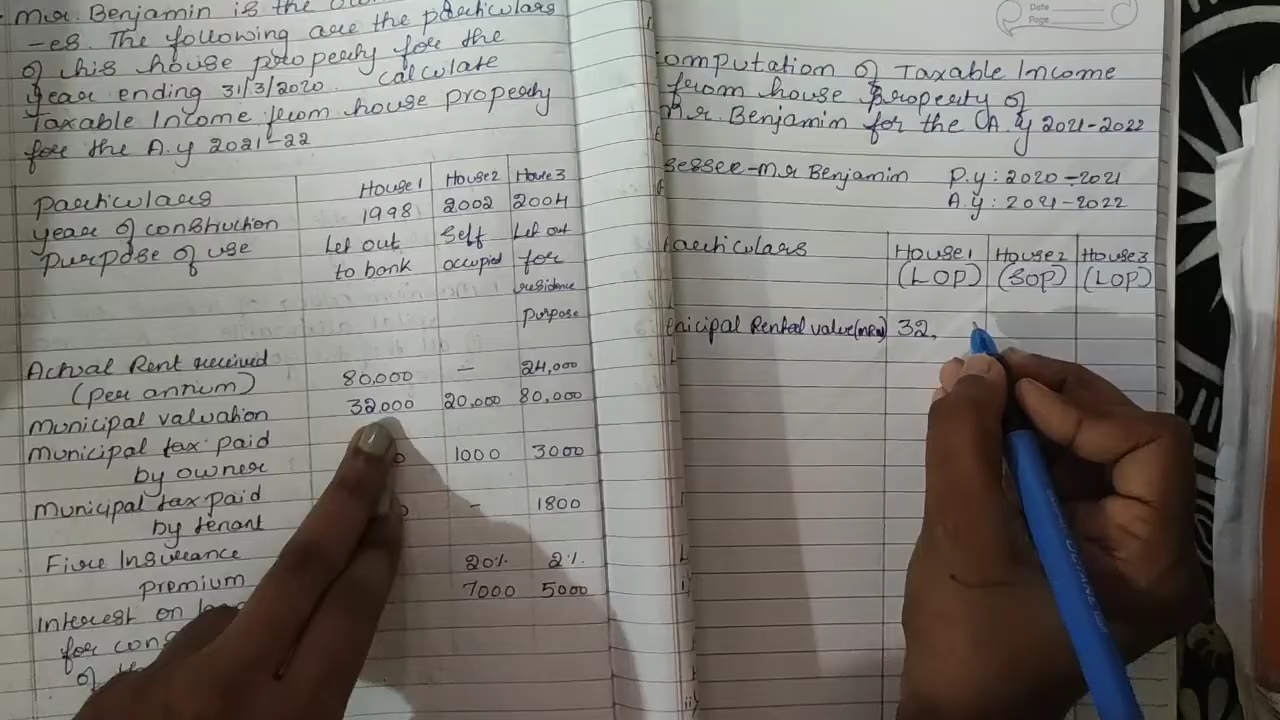 Mr. Benjamin is the
-es. The following are the particulars
of his house property for the
year ending 31/3/2020. calculate
Taxable Income from house property
for the A.y 2021-22
Particulars House1 House2 House3
year of construction 1998 2002 2004
purpose of use Let out Self Let out
to bank occupied for
residence
purpose
Actual Rent received
(per annum) 80,000 - 24,000
Municipal valuation 32,000 20,000 80,000
Municipal tax paid
by owner 1000 3000
Municipal tax paid
by tenant - 1800
Fire Insurance
premium 20% 2%
Interest on 7000 5000
for
of
Date
Page
omputation of Taxable Income
from house property of
Mr. Benjamin for the A.y 2021-2022
sessee-Mr Benjamin P.y: 2020-2021
A.y: 2021-2022
Particulars House1 House2 House3
(LOP) (SOP) (LOP)
nicipal Rented value(MRV) 32,